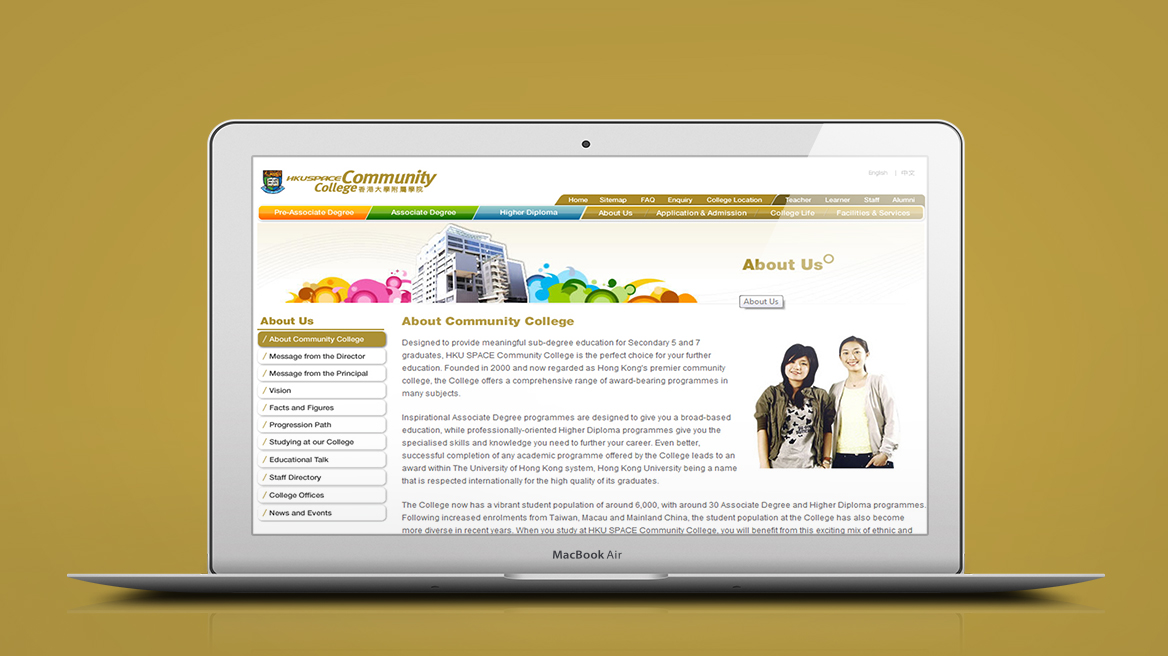 English | 中文
HKUSPACE Community
College 香港大學附屬學院
Home Sitemap FAQ Enquiry College Location Teacher Learner Staff Alumni
Pre-Associate Degree Associate Degree Higher Diploma About Us Application & Admission College Life Facilities & Services
About Us
About Us
About Us
/ About Community College
/ Message from the Director
/ Message from the Principal
/ Vision
/ Facts and Figures
/ Progression Path
/ Studying at our College
/ Educational Talk
/ Staff Directory
/ College Offices
/ News and Events
About Community College
Designed to provide meaningful sub-degree education for Secondary 5 and 7
graduates, HKU SPACE Community College is the perfect choice for your further
education. Founded in 2000 and now regarded as Hong Kong's premier community
college, the College offers a comprehensive range of award-bearing programmes in
many subjects.
Inspirational Associate Degree programmes are designed to give you a broad-based
education, while professionally-oriented Higher Diploma programmes give you the
specialised skills and knowledge you need to further your career. Even better,
successful completion of any academic programme offered by the College leads to an
award within The University of Hong Kong system, Hong Kong University being a name
that is respected internationally for the high quality of its graduates.
The College now has a vibrant student population of around 6,000, with around 30 Associate Degree and Higher Diploma programmes.
Following increased enrolments from Taiwan, Macau and Mainland China, the student population at the College has also become
more diverse in recent years. When you study at HKU SPACE Community College, you will benefit from this exciting mix of ethnic and
MacBook Air